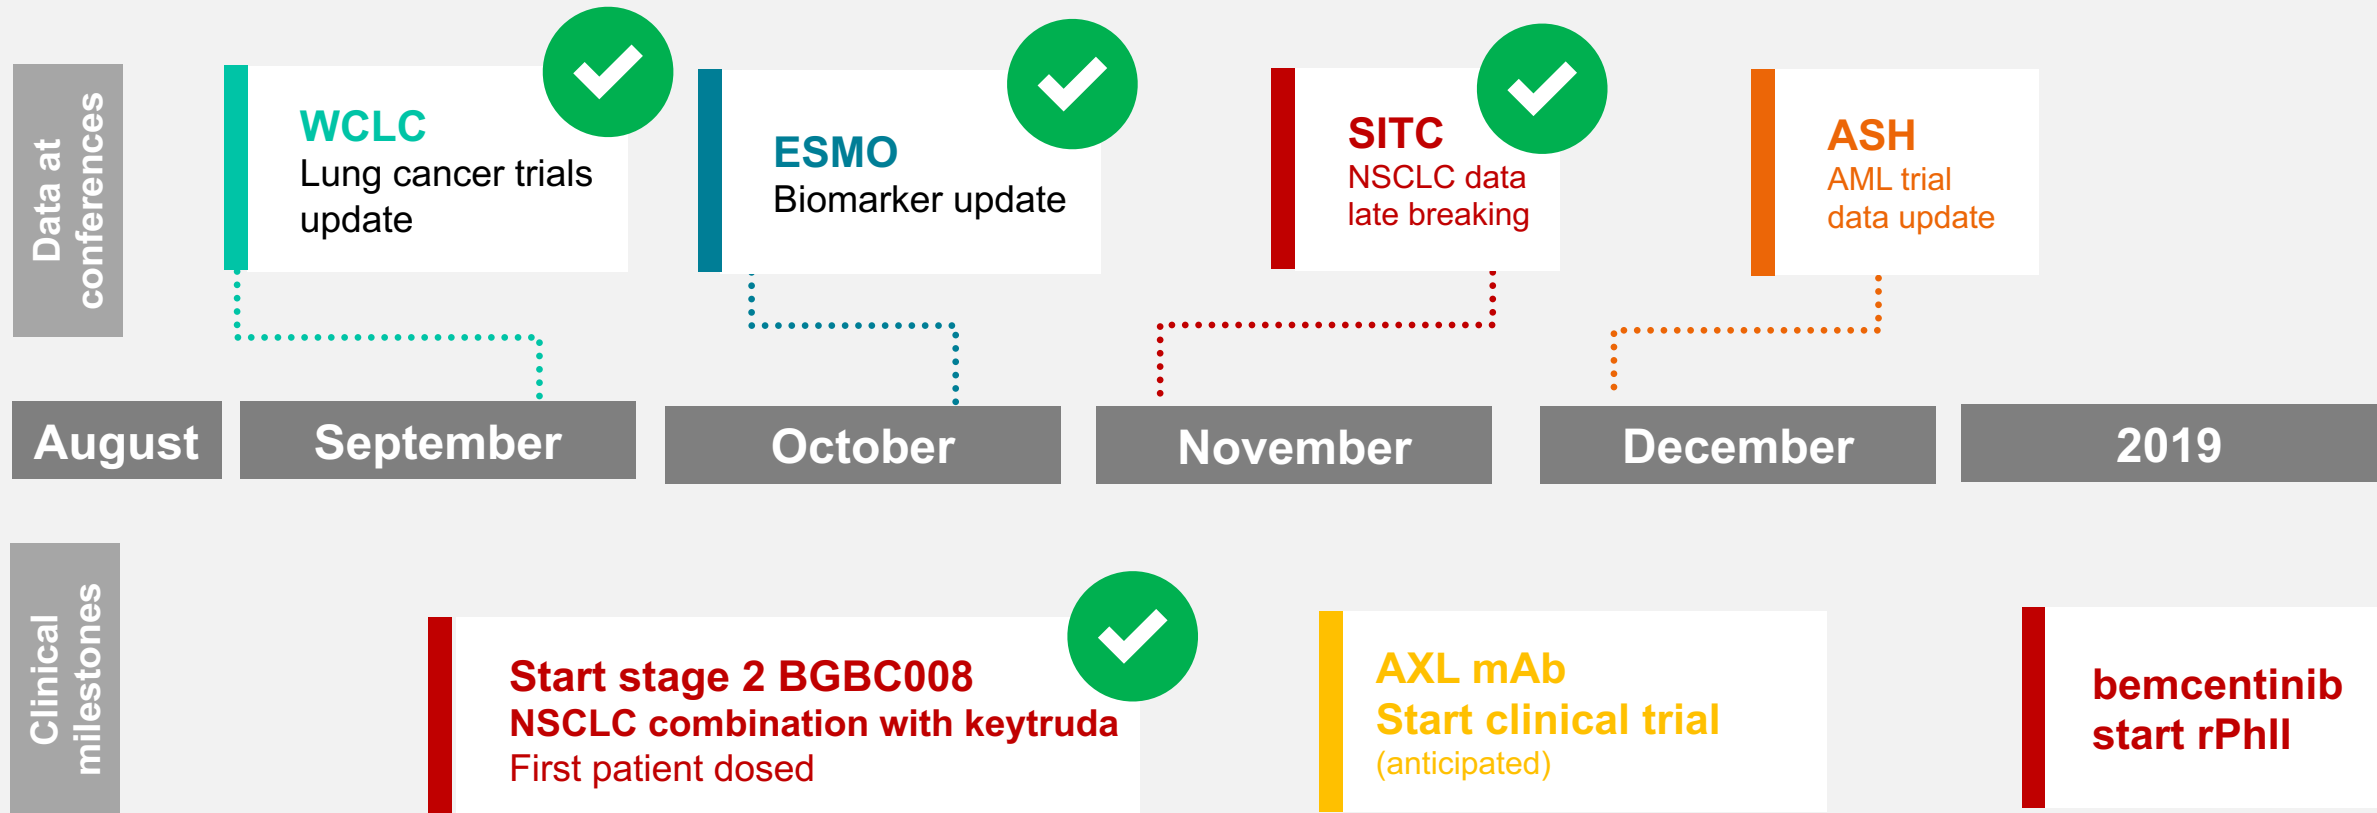 Data at
conferences
WCLC
Lung cancer trials
update
ESMO
Biomarker update
SITC
NSCLC data
late breaking
ASH
AML trial
data update
August
September
October
November
December
2019
Clinical
milestones
Start stage 2 BGBC008
NSCLC combination with keytruda
First patient dosed
AXL mAb
Start clinical trial
(anticipated)
bemcentinib
start rPhII